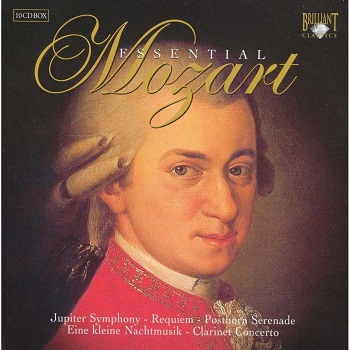 10 CD BOX
BRILLIANT
CLASSICS
ESSENTIAL
Mozart
Jupiter Symphony - Requiem - Posthorn Serenade
Eine kleine Nachtmusik - Clarinet Concerto